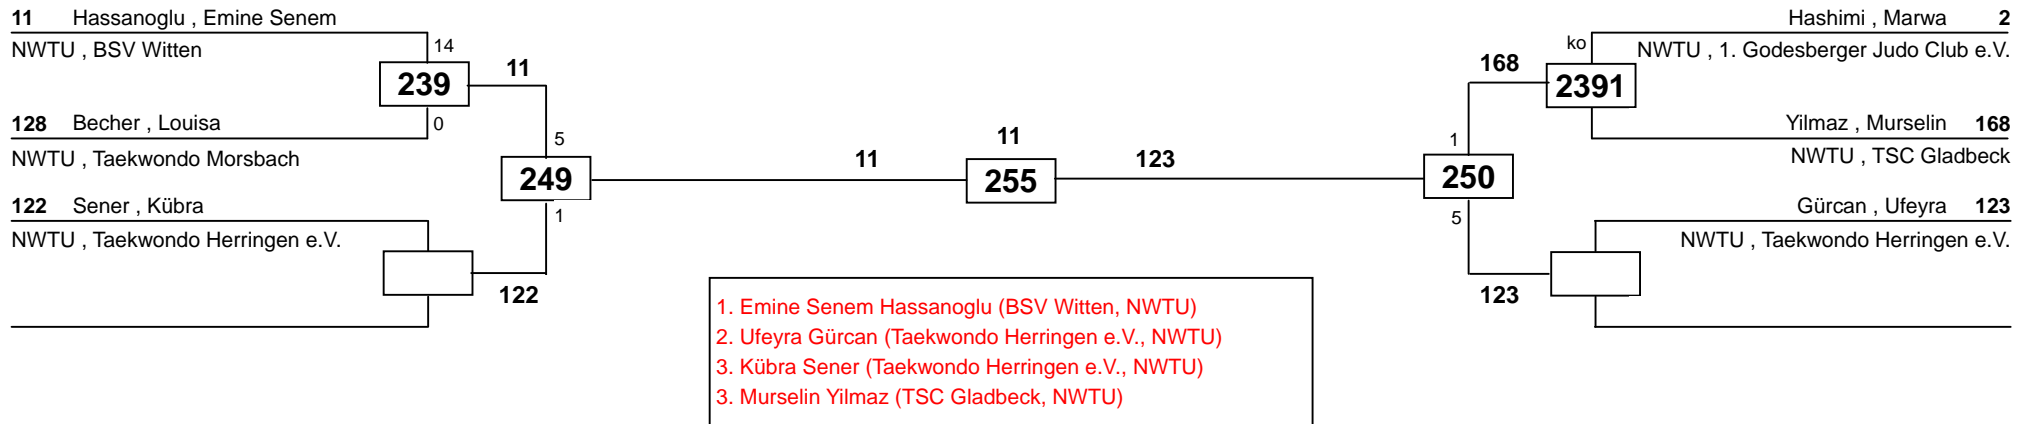 11 Hassanoglu , Emine Senem
NWTU , BSV Witten
14
239
11
0
128 Becher , Louisa
NWTU , Taekwondo Morsbach
5
249
1
122 Sener , Kübra
NWTU , Taekwondo Herringen e.V.
122
11
11
255
123
Hashimi , Marwa 2
ko
NWTU , 1. Godesberger Judo Club e.V.
168
2391
Yilmaz , Murselin 168
NWTU , TSC Gladbeck
1
250
5
Gürcan , Ufeyra 123
NWTU , Taekwondo Herringen e.V.
123
1. Emine Senem Hassanoglu (BSV Witten, NWTU)
2. Ufeyra Gürcan (Taekwondo Herringen e.V., NWTU)
3. Kübra Sener (Taekwondo Herringen e.V., NWTU)
3. Murselin Yilmaz (TSC Gladbeck, NWTU)